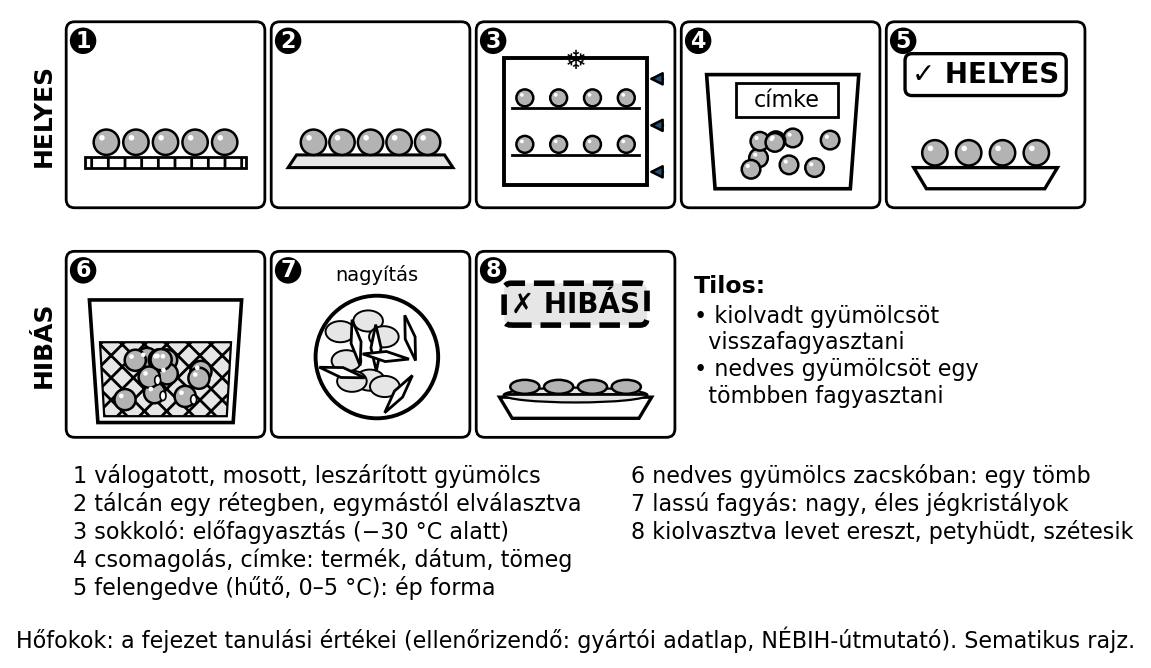 HELYES
1
2
3
4
5
címke
✓ HELYES
HIBÁS
6
7
8
nagyítás
✗ HIBÁS
Tilos:
• kiolvadt gyümölcsöt
visszafagyasztani
• nedves gyümölcsöt egy
tömbben fagyasztani
1 válogatott, mosott, leszárított gyümölcs
2 tálcán egy rétegben, egymástól elválasztva
3 sokkoló: előfagyasztás (−30 °C alatt)
4 csomagolás, címke: termék, dátum, tömeg
5 felengedve (hűtő, 0–5 °C): ép forma
6 nedves gyümölcs zacskóban: egy tömb
7 lassú fagyás: nagy, éles jégkristályok
8 kiolvasztva levet ereszt, petyhüdt, szétesik
Hőfokok: a fejezet tanulási értékei (ellenőrizendő: gyártói adatlap, NÉBIH-útmutató). Sematikus rajz.